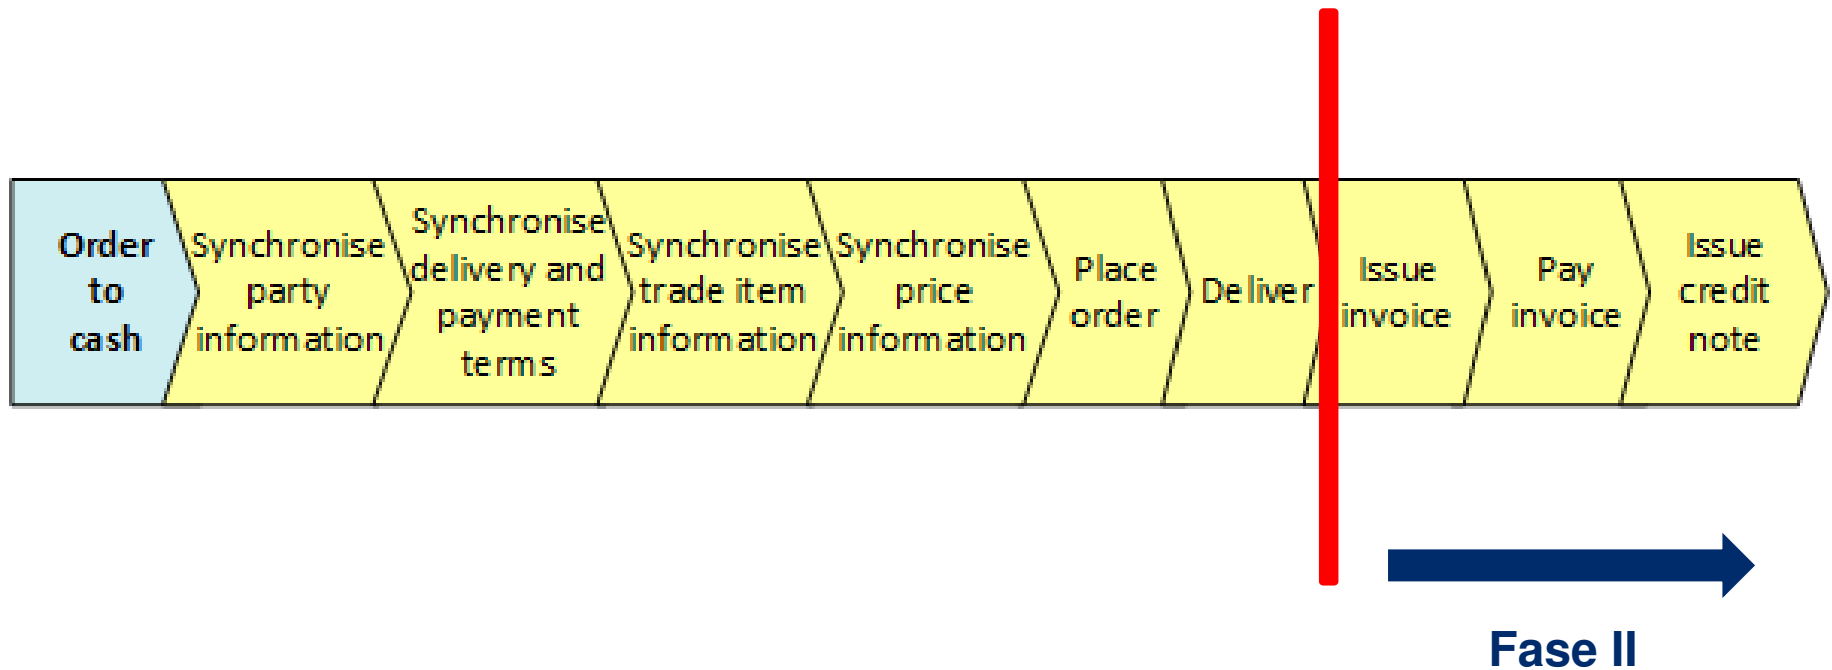 Order
to
cash
Synchronise
party
information
Synchronise
delivery and
payment
terms
Synchronise
trade item
information
Synchronise
price
information
Place
order
Deliver
Issue
invoice
Pay
invoice
Issue
credit
note
Fase II